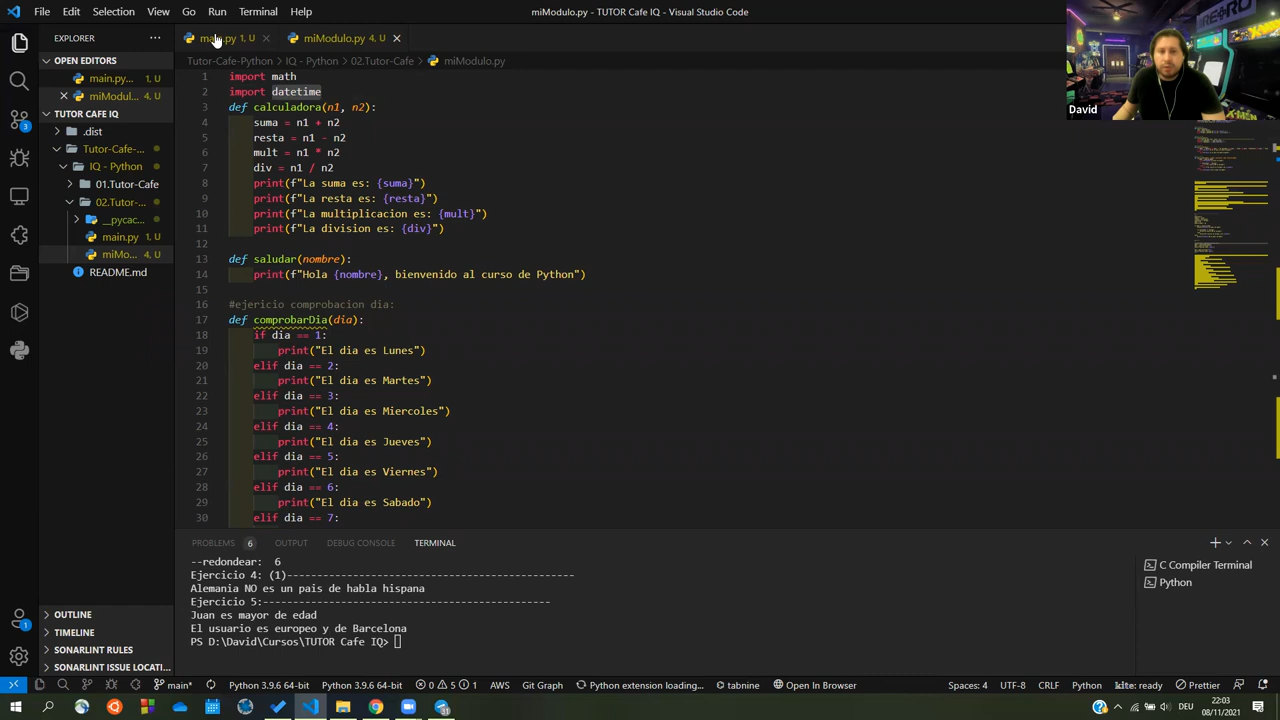 File Edit Selection View Go Run Terminal Help
miModulo.py - TUTOR Cafe IQ - Visual Studio Code
EXPLORER
OPEN EDITORS
main.py... 1, U
miModul... 4, U
TUTOR CAFE IQ
.dist
Tutor-Cafe-...
IQ - Python
01.Tutor-Cafe
02.Tutor-...
__pycac...
main.py 1, U
miMo... 4, U
README.md
OUTLINE
TIMELINE
SONARLINT RULES
SONARLINT ISSUE LOCATI...
main.py 1, U
miModulo.py 4, U
Tutor-Cafe-Python > IQ - Python > 02.Tutor-Cafe > miModulo.py
1 import math
2 import datetime
3 def calculadora(n1, n2):
4 suma = n1 + n2
5 resta = n1 - n2
6 mult = n1 * n2
7 div = n1 / n2
8 print(f"La suma es: {suma}")
9 print(f"La resta es: {resta}")
10 print(f"La multiplicacion es: {mult}")
11 print(f"La division es: {div}")
12
13 def saludar(nombre):
14 print(f"Hola {nombre}, bienvenido al curso de Python")
15
16 #ejericio comprobacion dia:
17 def comprobarDia(dia):
18 if dia == 1:
19 print("El dia es Lunes")
20 elif dia == 2:
21 print("El dia es Martes")
22 elif dia == 3:
23 print("El dia es Miercoles")
24 elif dia == 4:
25 print("El dia es Jueves")
26 elif dia == 5:
27 print("El dia es Viernes")
28 elif dia == 6:
29 print("El dia es Sabado")
30 elif dia == 7:
David
PROBLEMS 6 OUTPUT DEBUG CONSOLE TERMINAL
--redondear: 6
Ejercicio 4: (1)------------------------------------------------
Alemania NO es un pais de habla hispana
Ejercicio 5:------------------------------------------------
Juan es mayor de edad
El usuario es europeo y de Barcelona
PS D:\David\Cursos\TUTOR Cafe IQ>
C Compiler Terminal
Python
main* Python 3.9.6 64-bit Python 3.9.6 64-bit 0 5 1 AWS Git Graph Python extension loading... tabnine Open In Browser Spaces: 4 UTF-8 CRLF Python kite: ready Prettier
DEU
22:03
08/11/2021